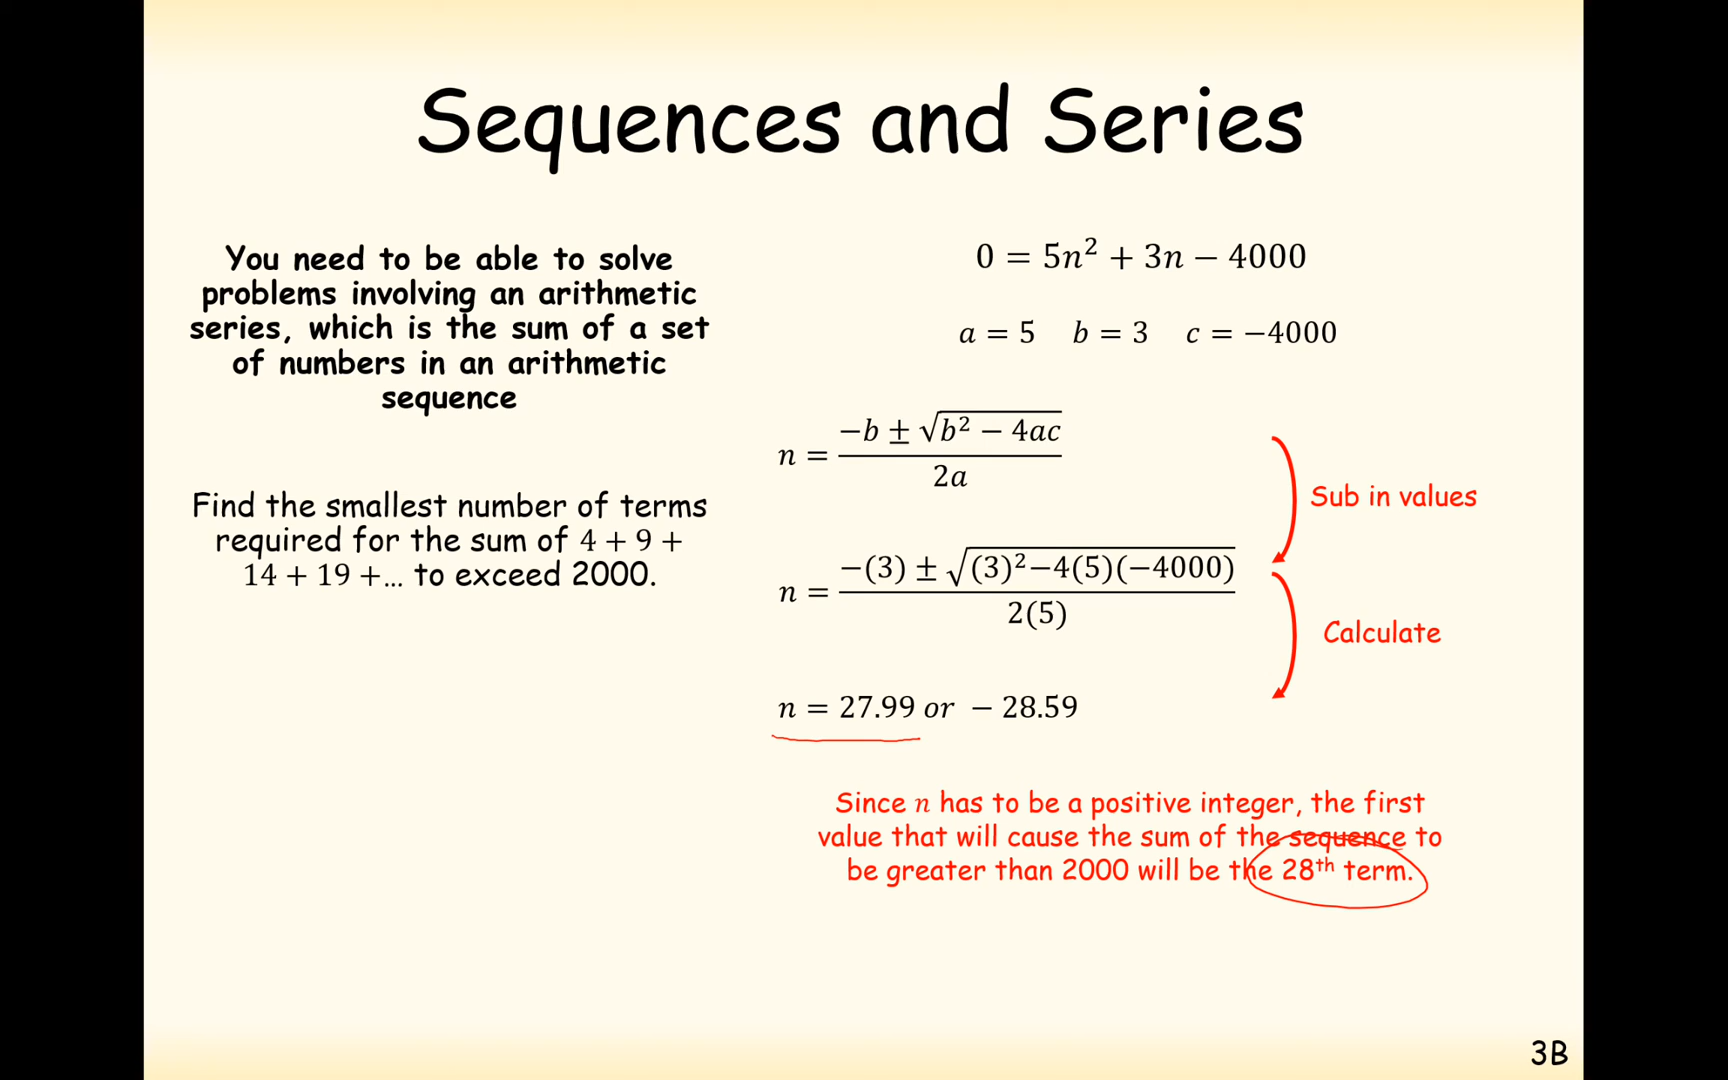 Sequences and Series
You need to be able to solve
problems involving an arithmetic
series, which is the sum of a set
of numbers in an arithmetic
sequence
Find the smallest number of terms
required for the sum of 4 + 9 +
14 + 19 +... to exceed 2000.
0 = 5n² + 3n − 4000
a = 5 b = 3 c = −4000
n = (−b ± √(b² − 4ac)) / 2a
Sub in values
n = (−(3) ± √((3)²−4(5)(−4000))) / 2(5)
Calculate
n = 27.99 or − 28.59
Since n has to be a positive integer, the first
value that will cause the sum of the sequence to
be greater than 2000 will be the 28th term.
3B